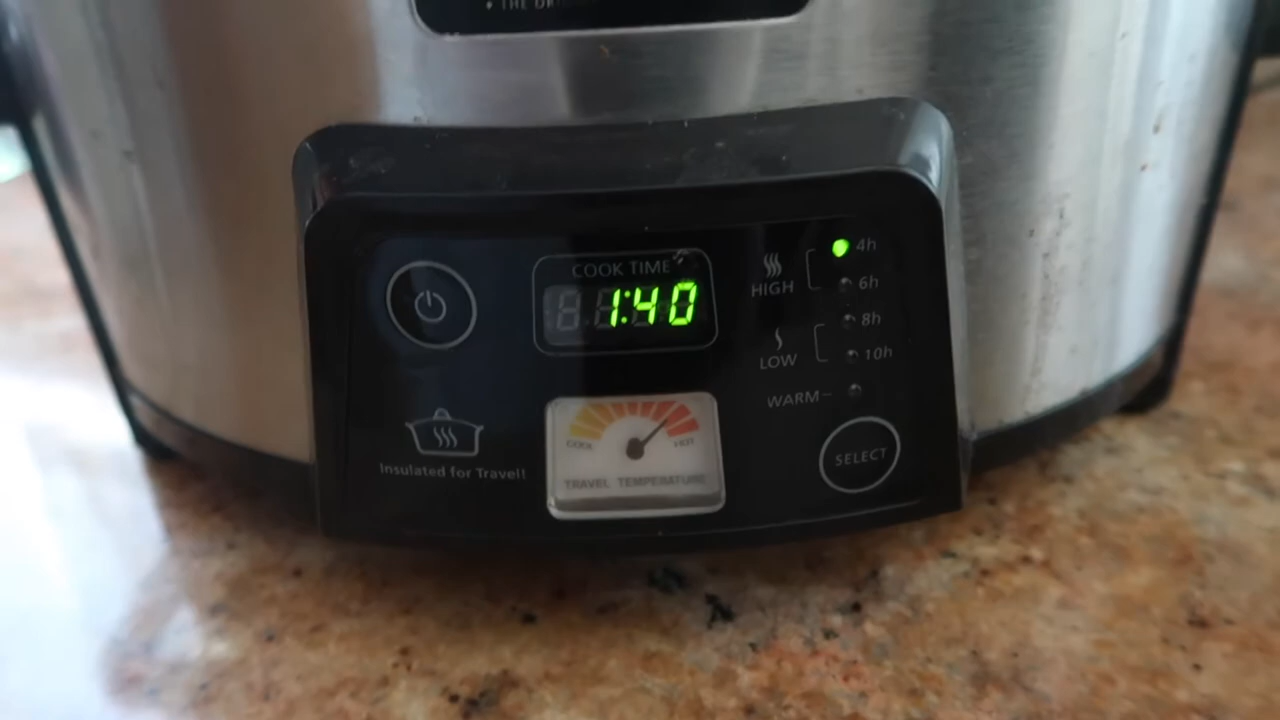 • THE
COOK TIME
1:40
HIGH
4h
6h
LOW
8h
10h
WARM
SELECT
Insulated for Travel!
COOL
HOT
TRAVEL TEMPERATURE